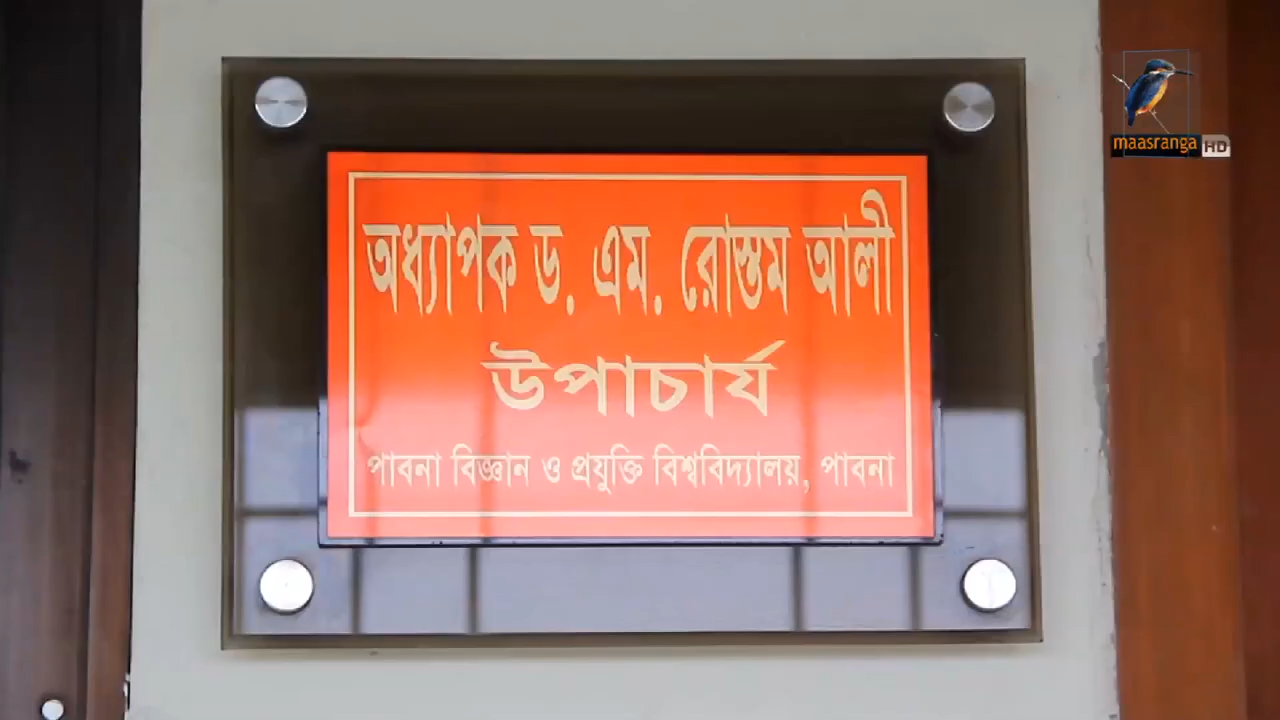 maasranga HD
অধ্যাপক ড. এম. রোস্তম আলী
উপাচার্য
পাবনা বিজ্ঞান ও প্রযুক্তি বিশ্ববিদ্যালয়, পাবনা